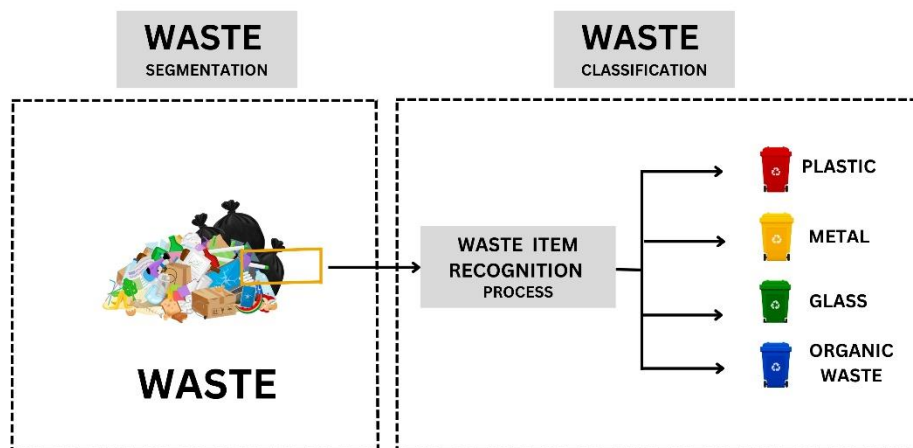 WASTE
SEGMENTATION
WASTE
CLASSIFICATION
WASTE
WASTE ITEM
RECOGNITION
PROCESS
PLASTIC
METAL
GLASS
ORGANIC
WASTE